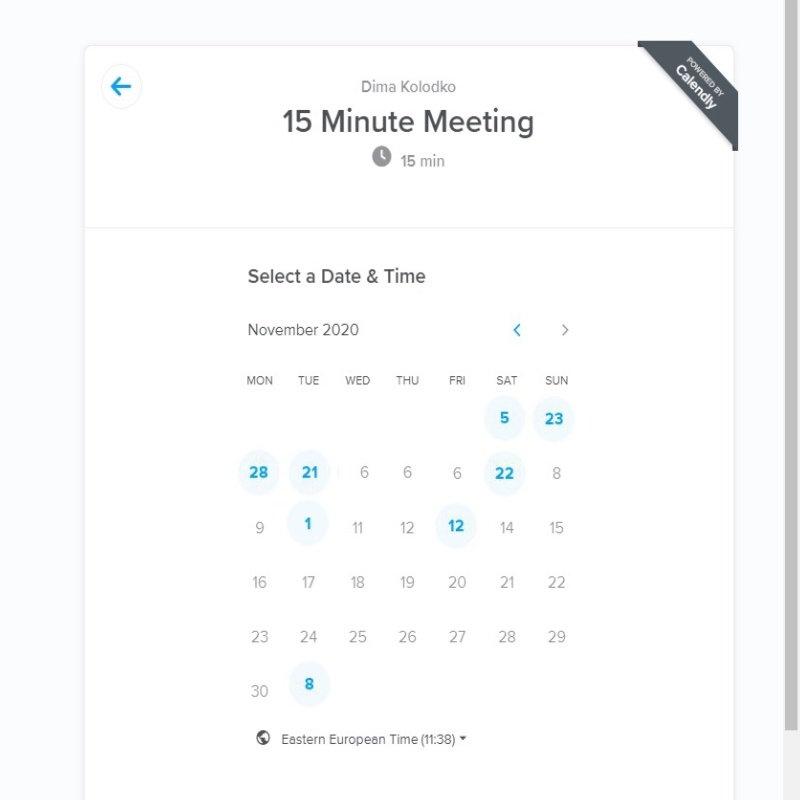 POWERED BY
Calendly
Dima Kolodko
15 Minute Meeting
15 min
Select a Date & Time
November 2020
MON TUE WED THU FRI SAT SUN
5 23
28 21 6 6 6 22 8
9 1 11 12 12 14 15
16 17 18 19 20 21 22
23 24 25 26 27 28 29
30 8
Eastern European Time (11:38)